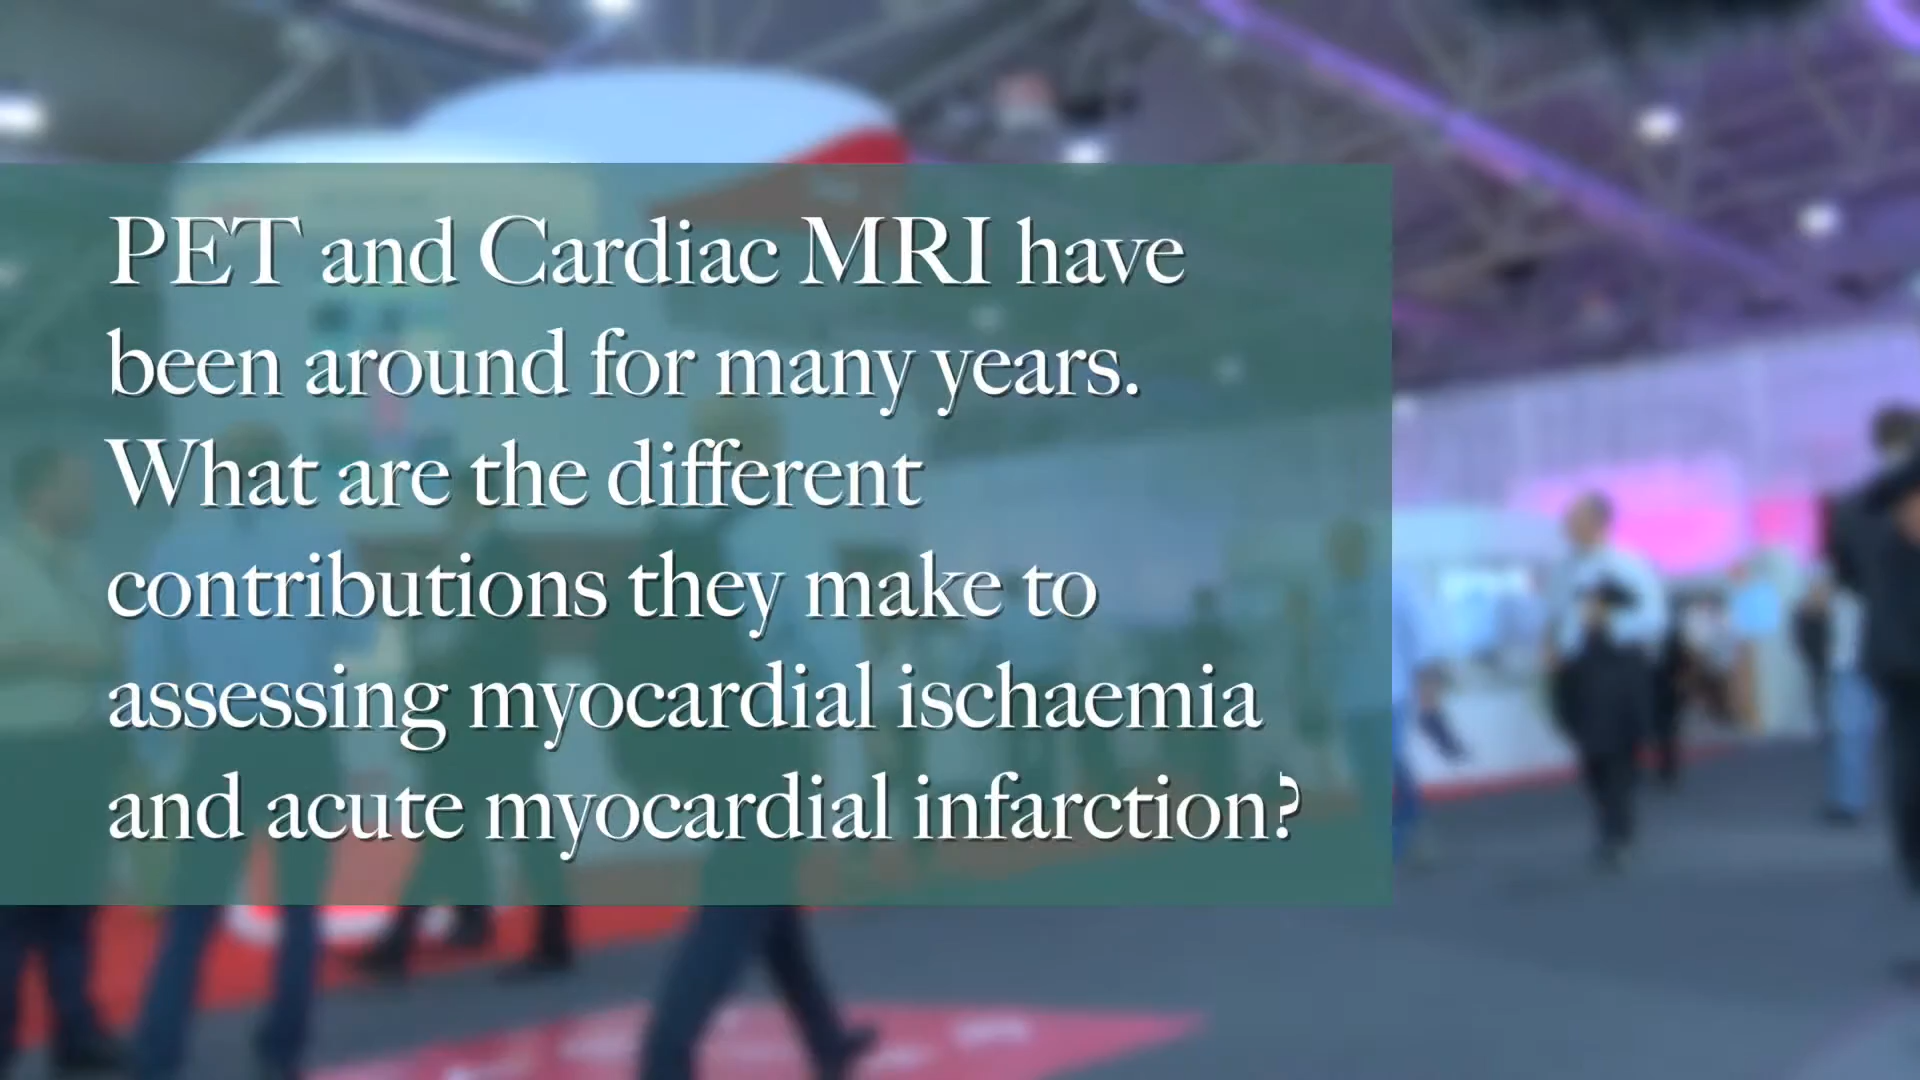 PET and Cardiac MRI have
been around for many years.
What are the different
contributions they make to
assessing myocardial ischaemia
and acute myocardial infarction?